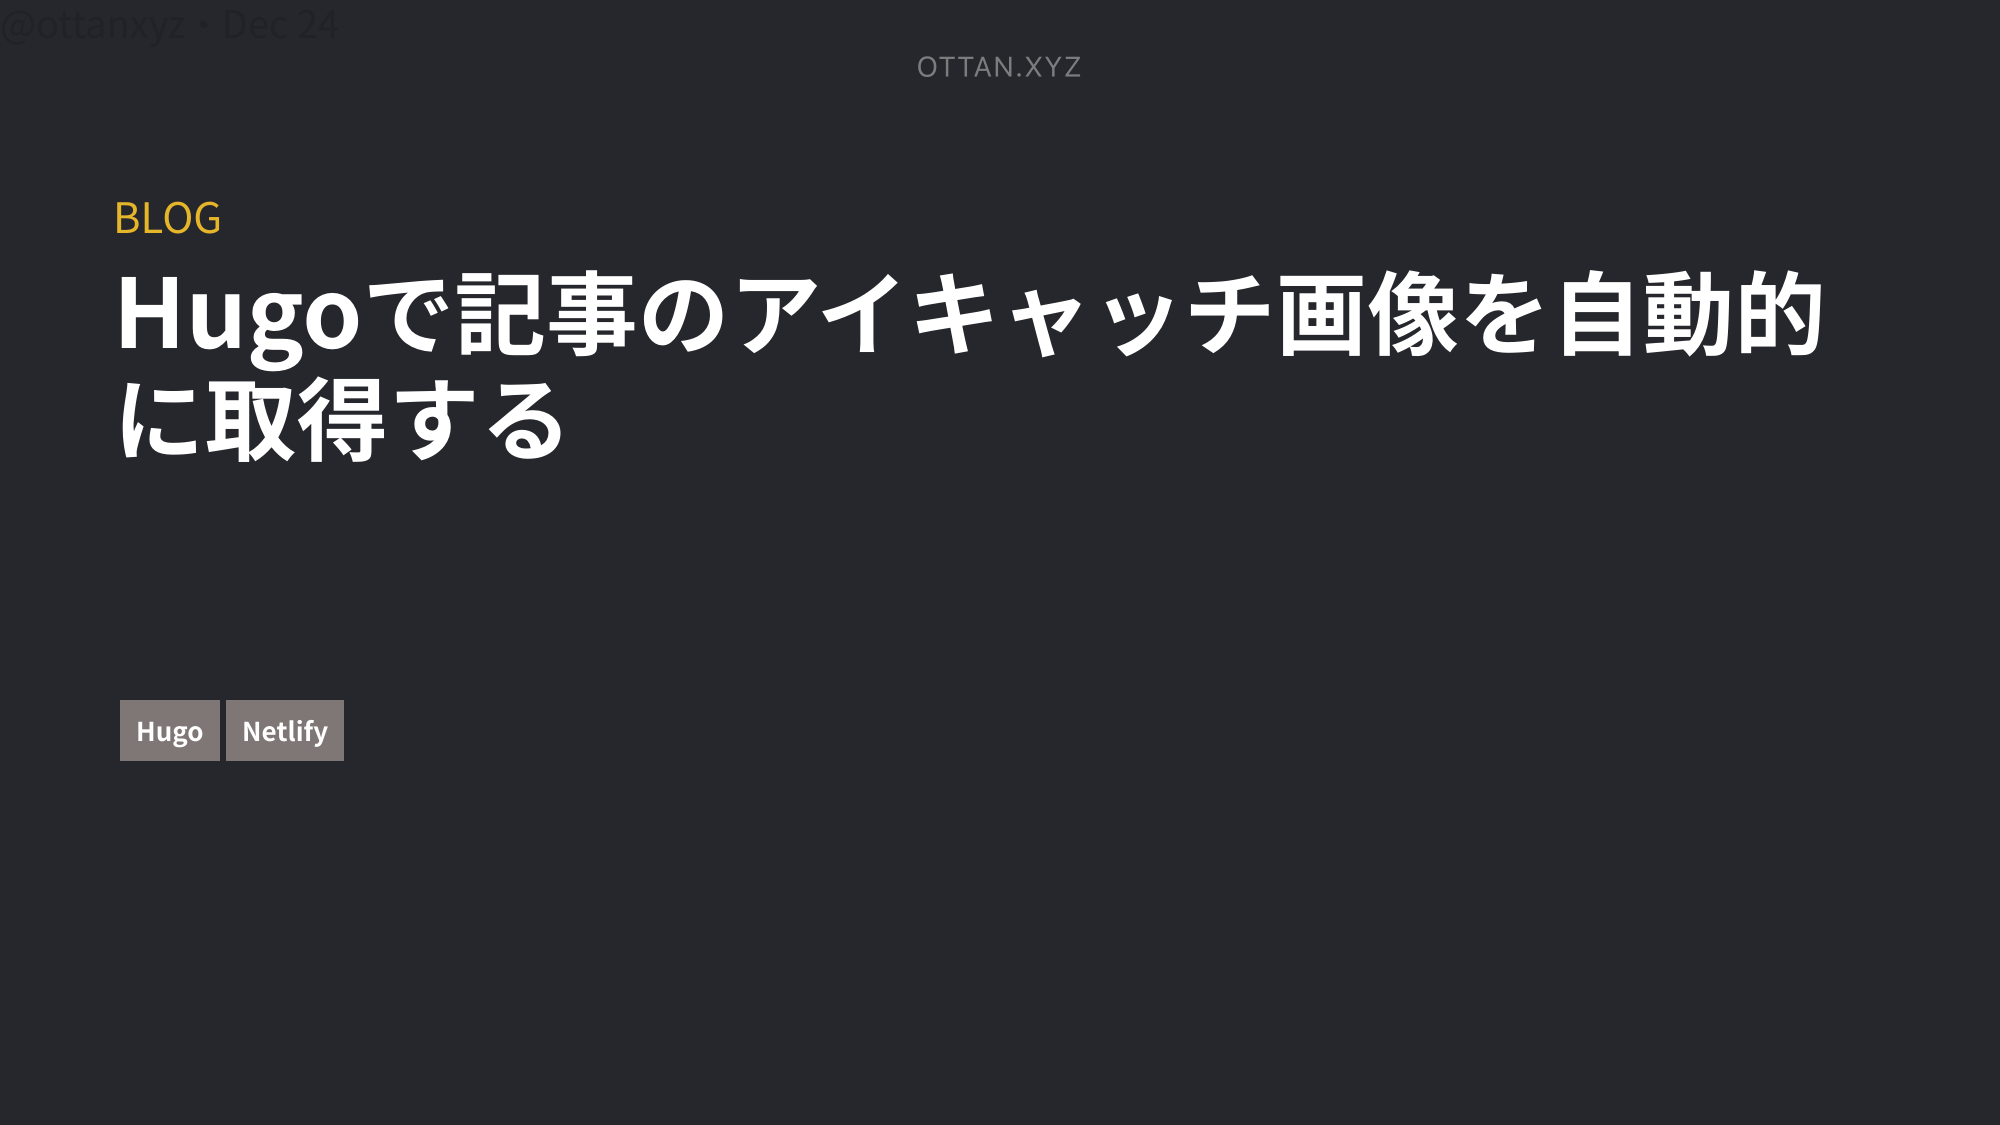 @ottanxyz・Dec 24
OTTAN.XYZ
BLOG
Hugoで記事のアイキャッチ画像を自動的
に取得する
Hugo Netlify